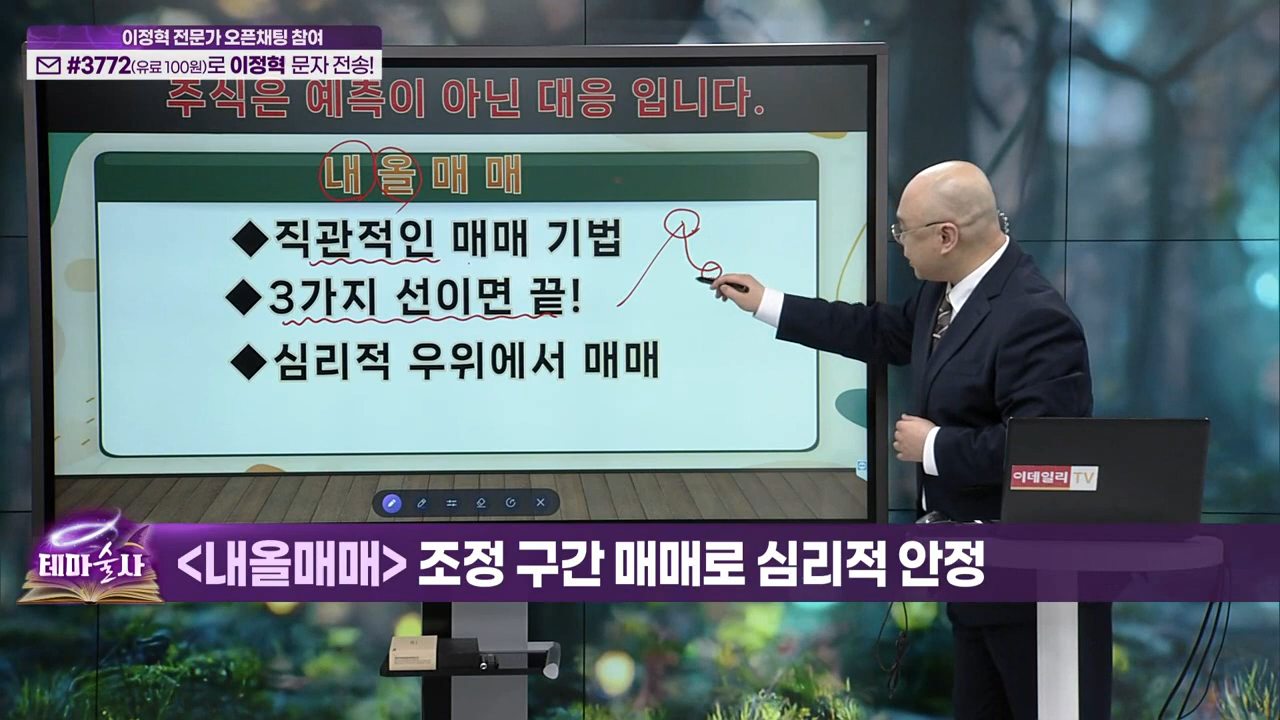 이정혁 전문가 오픈채팅 참여
#3772(유료 100원)로 이정혁 문자 전송!
주식은 예측이 아닌 대응 입니다.
내올매매
◆직관적인 매매 기법
◆3가지 선이면 끝!
◆심리적 우위에서 매매
이데일리TV
테마술사
<내올매매> 조정 구간 매매로 심리적 안정